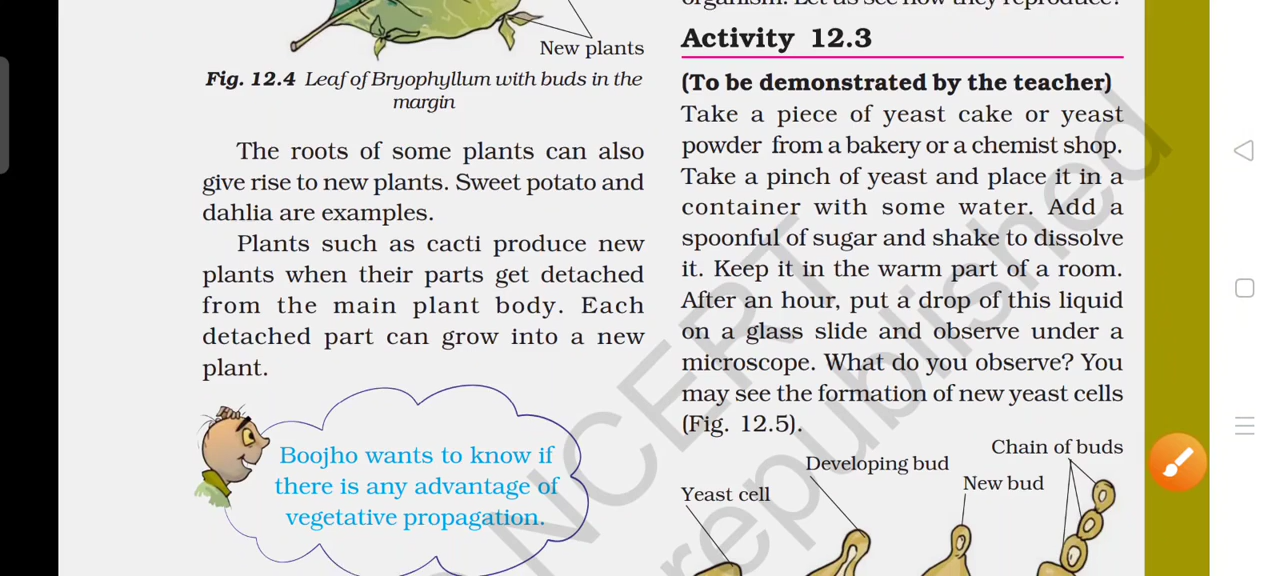 New plants
Fig. 12.4 Leaf of Bryophyllum with buds in the
margin
The roots of some plants can also
give rise to new plants. Sweet potato and
dahlia are examples.
Plants such as cacti produce new
plants when their parts get detached
from the main plant body. Each
detached part can grow into a new
plant.
Boojho wants to know if
there is any advantage of
vegetative propagation.
organism. Let us see how they reproduce?
Activity 12.3
(To be demonstrated by the teacher)
Take a piece of yeast cake or yeast
powder from a bakery or a chemist shop.
Take a pinch of yeast and place it in a
container with some water. Add a
spoonful of sugar and shake to dissolve
it. Keep it in the warm part of a room.
After an hour, put a drop of this liquid
on a glass slide and observe under a
microscope. What do you observe? You
may see the formation of new yeast cells
(Fig. 12.5).
Chain of buds
Developing bud
New bud
Yeast cell
NCERT
republished